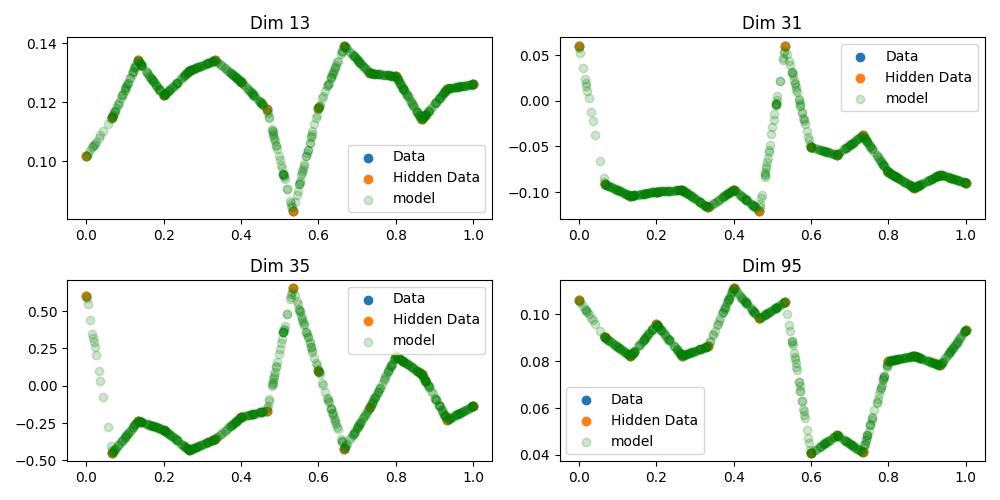 Dim 13
0.14
0.12
0.10
Data
Hidden Data
model
0.0 0.2 0.4 0.6 0.8 1.0
Dim 31
0.05
0.00
−0.05
−0.10
Data
Hidden Data
model
0.0 0.2 0.4 0.6 0.8 1.0
Dim 35
0.50
0.25
0.00
−0.25
−0.50
Data
Hidden Data
model
0.0 0.2 0.4 0.6 0.8 1.0
Dim 95
0.10
0.08
0.06
0.04
Data
Hidden Data
model
0.0 0.2 0.4 0.6 0.8 1.0